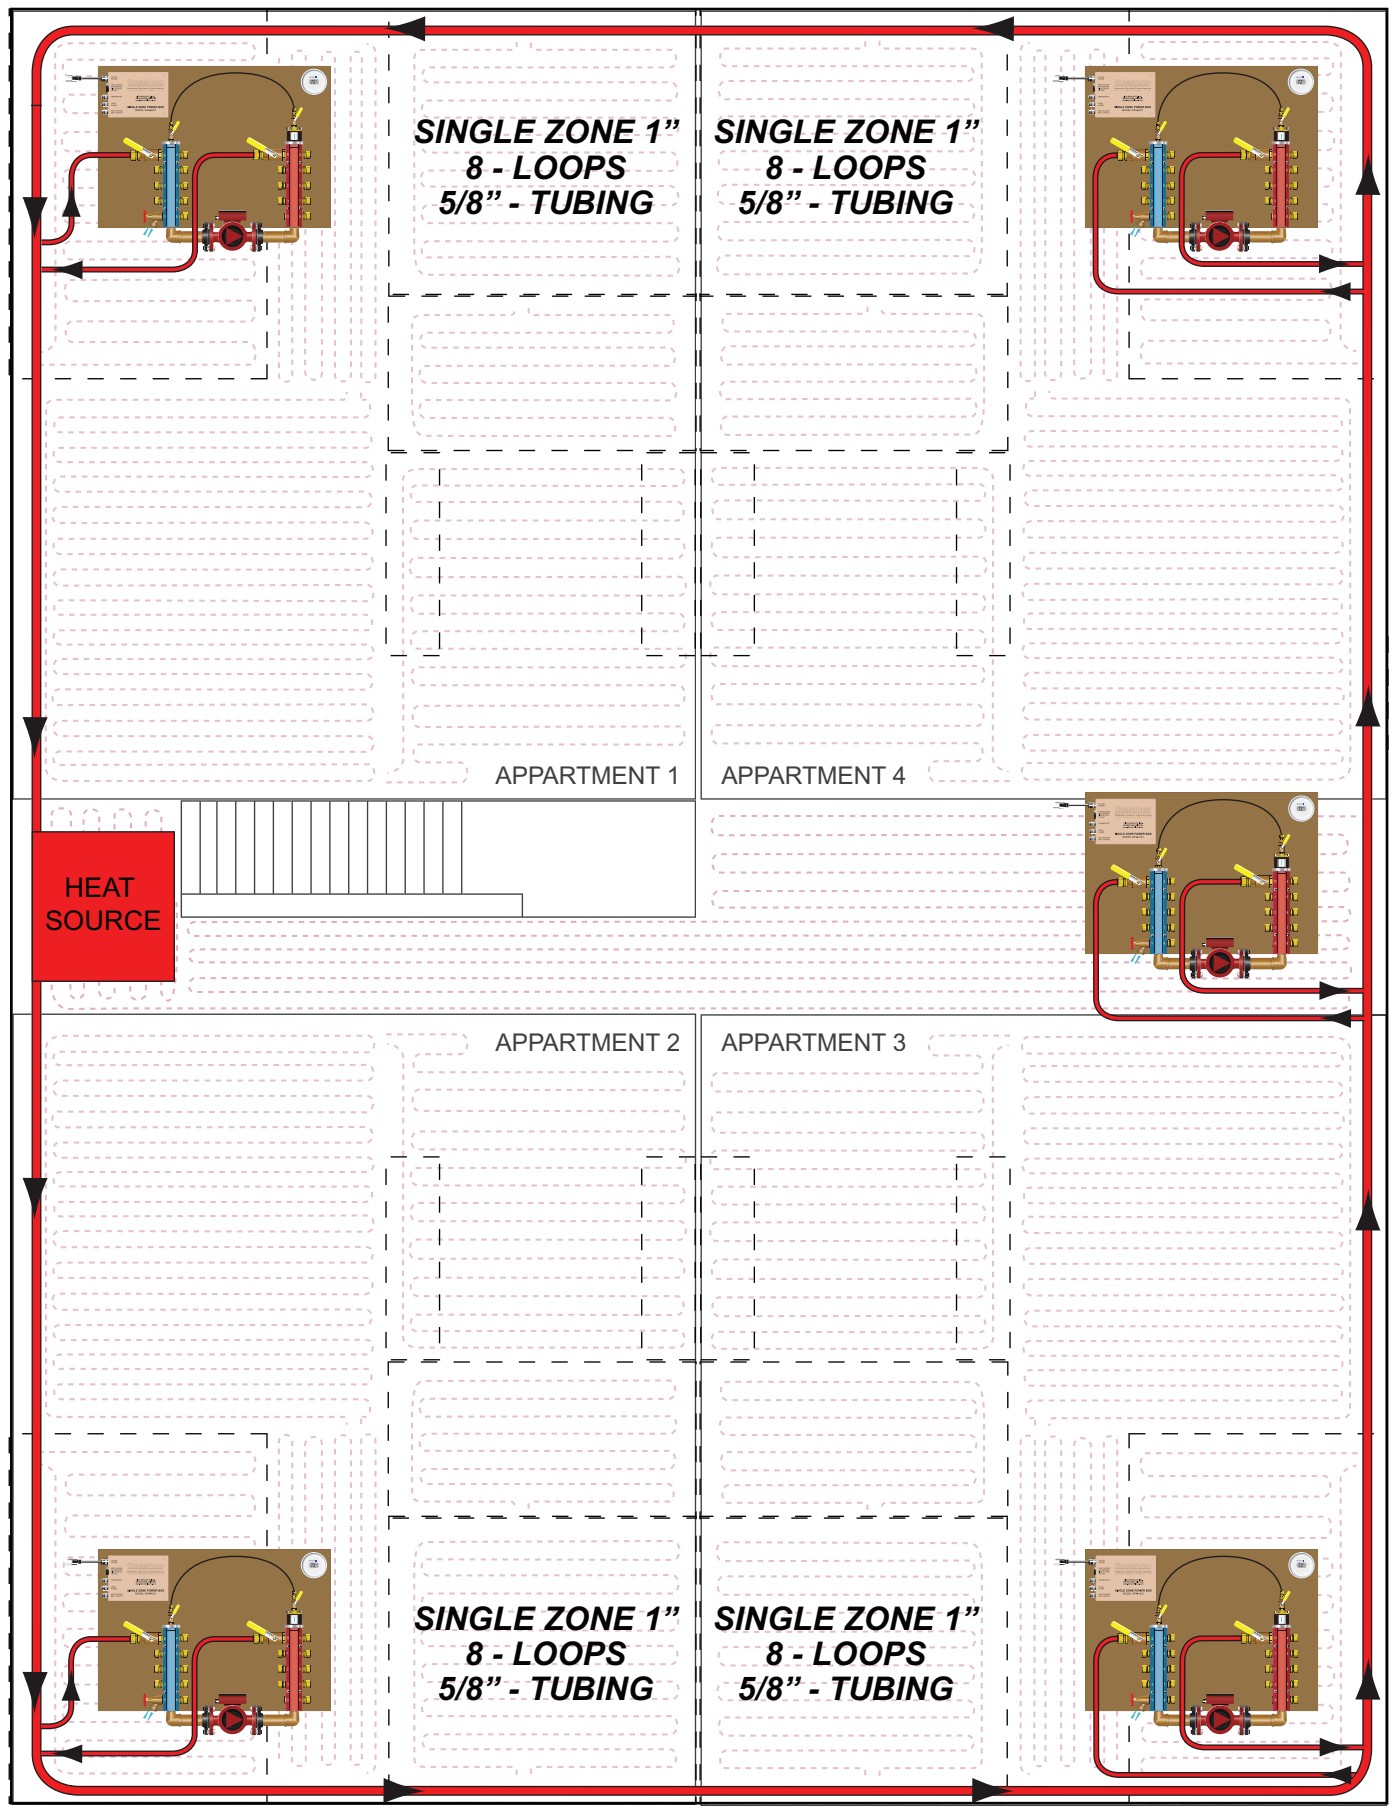 SINGLE ZONE 1”
8 - LOOPS
5/8” - TUBING
SINGLE ZONE 1”
8 - LOOPS
5/8” - TUBING
APPARTMENT 1
APPARTMENT 4
HEAT
SOURCE
APPARTMENT 2
APPARTMENT 3
SINGLE ZONE 1”
8 - LOOPS
5/8” - TUBING
SINGLE ZONE 1”
8 - LOOPS
5/8” - TUBING